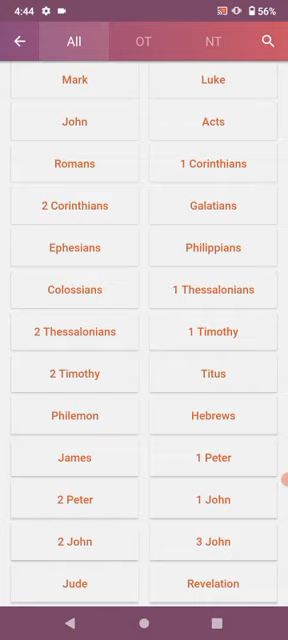 4:44 56%
All OT NT
Mark Luke
John Acts
Romans 1 Corinthians
2 Corinthians Galatians
Ephesians Philippians
Colossians 1 Thessalonians
2 Thessalonians 1 Timothy
2 Timothy Titus
Philemon Hebrews
James 1 Peter
2 Peter 1 John
2 John 3 John
Jude Revelation